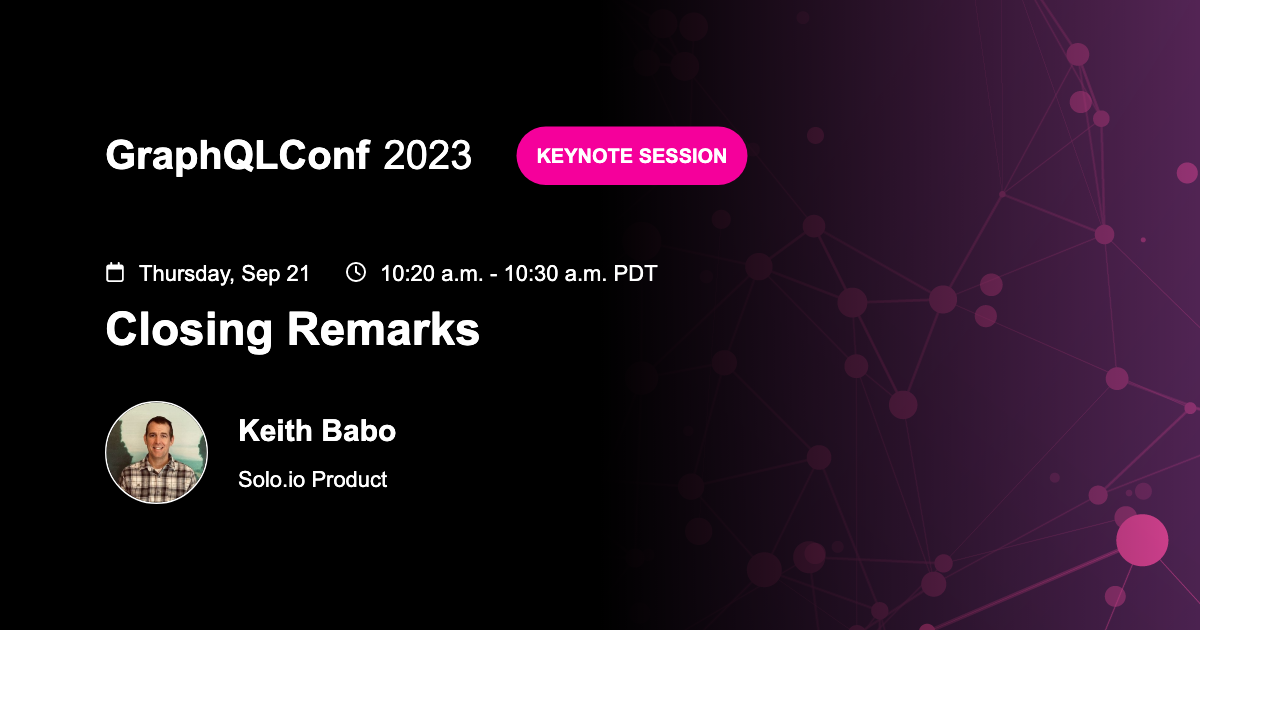 GraphQLConf 2023
KEYNOTE SESSION
Thursday, Sep 21
10:20 a.m. - 10:30 a.m. PDT
Closing Remarks
Keith Babo
Solo.io Product